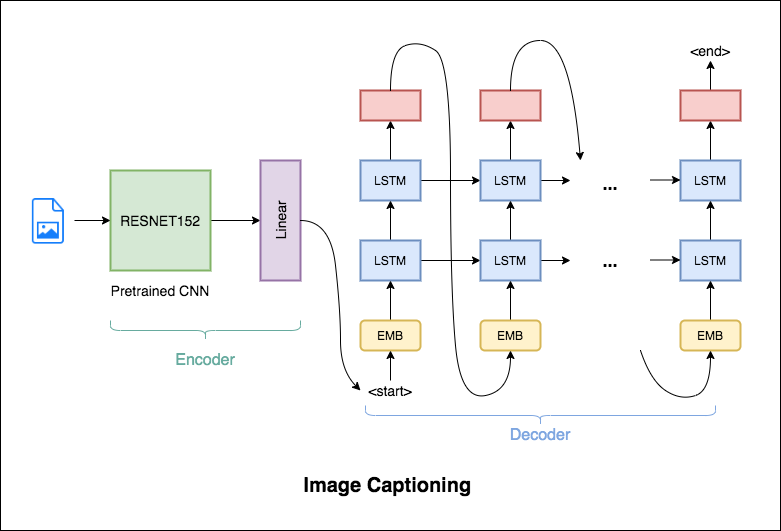 <end>
LSTM
LSTM
...
LSTM
RESNET152
Linear
Pretrained CNN
LSTM
LSTM
...
LSTM
EMB
EMB
EMB
Encoder
<start>
Decoder
Image Captioning